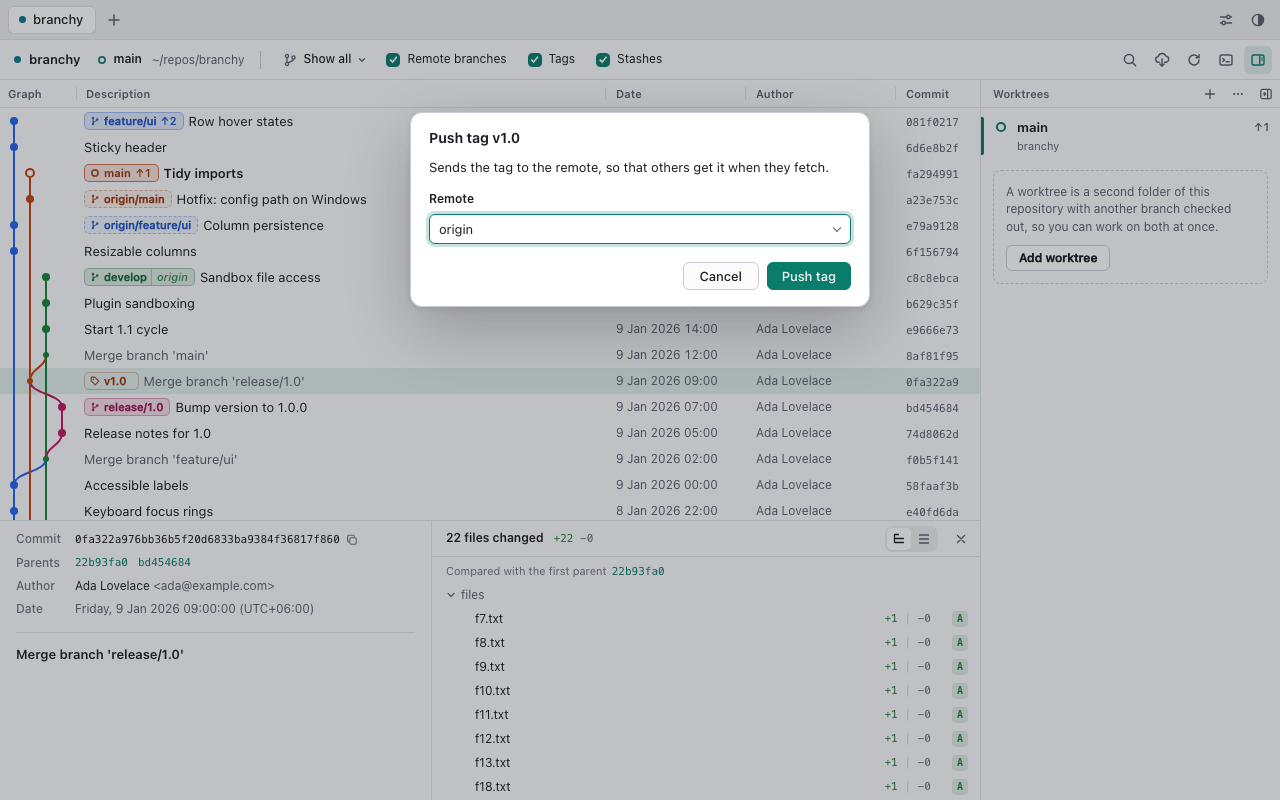 branchy
branchy main ~/repos/branchy Show all Remote branches Tags Stashes
Graph Description Date Author Commit Worktrees
feature/ui ↑2 Row hover states 081f0217
Sticky header 6d6e8b2f
main ↑1 Tidy imports fa294991
origin/main Hotfix: config path on Windows a23e753c
origin/feature/ui Column persistence e79a9128
Resizable columns 6f156794
develop origin Sandbox file access c8c8ebca
Plugin sandboxing b629c35f
Start 1.1 cycle 9 Jan 2026 14:00 Ada Lovelace e9666e73
Merge branch 'main' 9 Jan 2026 12:00 Ada Lovelace 8af81f95
v1.0 Merge branch 'release/1.0' 9 Jan 2026 09:00 Ada Lovelace 0fa322a9
release/1.0 Bump version to 1.0.0 9 Jan 2026 07:00 Ada Lovelace bd454684
Release notes for 1.0 9 Jan 2026 05:00 Ada Lovelace 74d8062d
Merge branch 'feature/ui' 9 Jan 2026 02:00 Ada Lovelace f0b5f141
Accessible labels 9 Jan 2026 00:00 Ada Lovelace 58faaf3b
Keyboard focus rings 8 Jan 2026 22:00 Ada Lovelace e40fd6da
Push tag v1.0
Sends the tag to the remote, so that others get it when they fetch.
Remote
origin
Cancel Push tag
main ↑1
branchy
A worktree is a second folder of this
repository with another branch checked
out, so you can work on both at once.
Add worktree
Commit 0fa322a976bb36b5f20d6833ba9384f36817f860
Parents 22b93fa0 bd454684
Author Ada Lovelace <ada@example.com>
Date Friday, 9 Jan 2026 09:00:00 (UTC+06:00)
Merge branch 'release/1.0'
22 files changed +22 −0
Compared with the first parent 22b93fa0
files
f7.txt +1 −0 A
f8.txt +1 −0 A
f9.txt +1 −0 A
f10.txt +1 −0 A
f11.txt +1 −0 A
f12.txt +1 −0 A
f13.txt +1 −0 A
f18.txt +1 −0 A